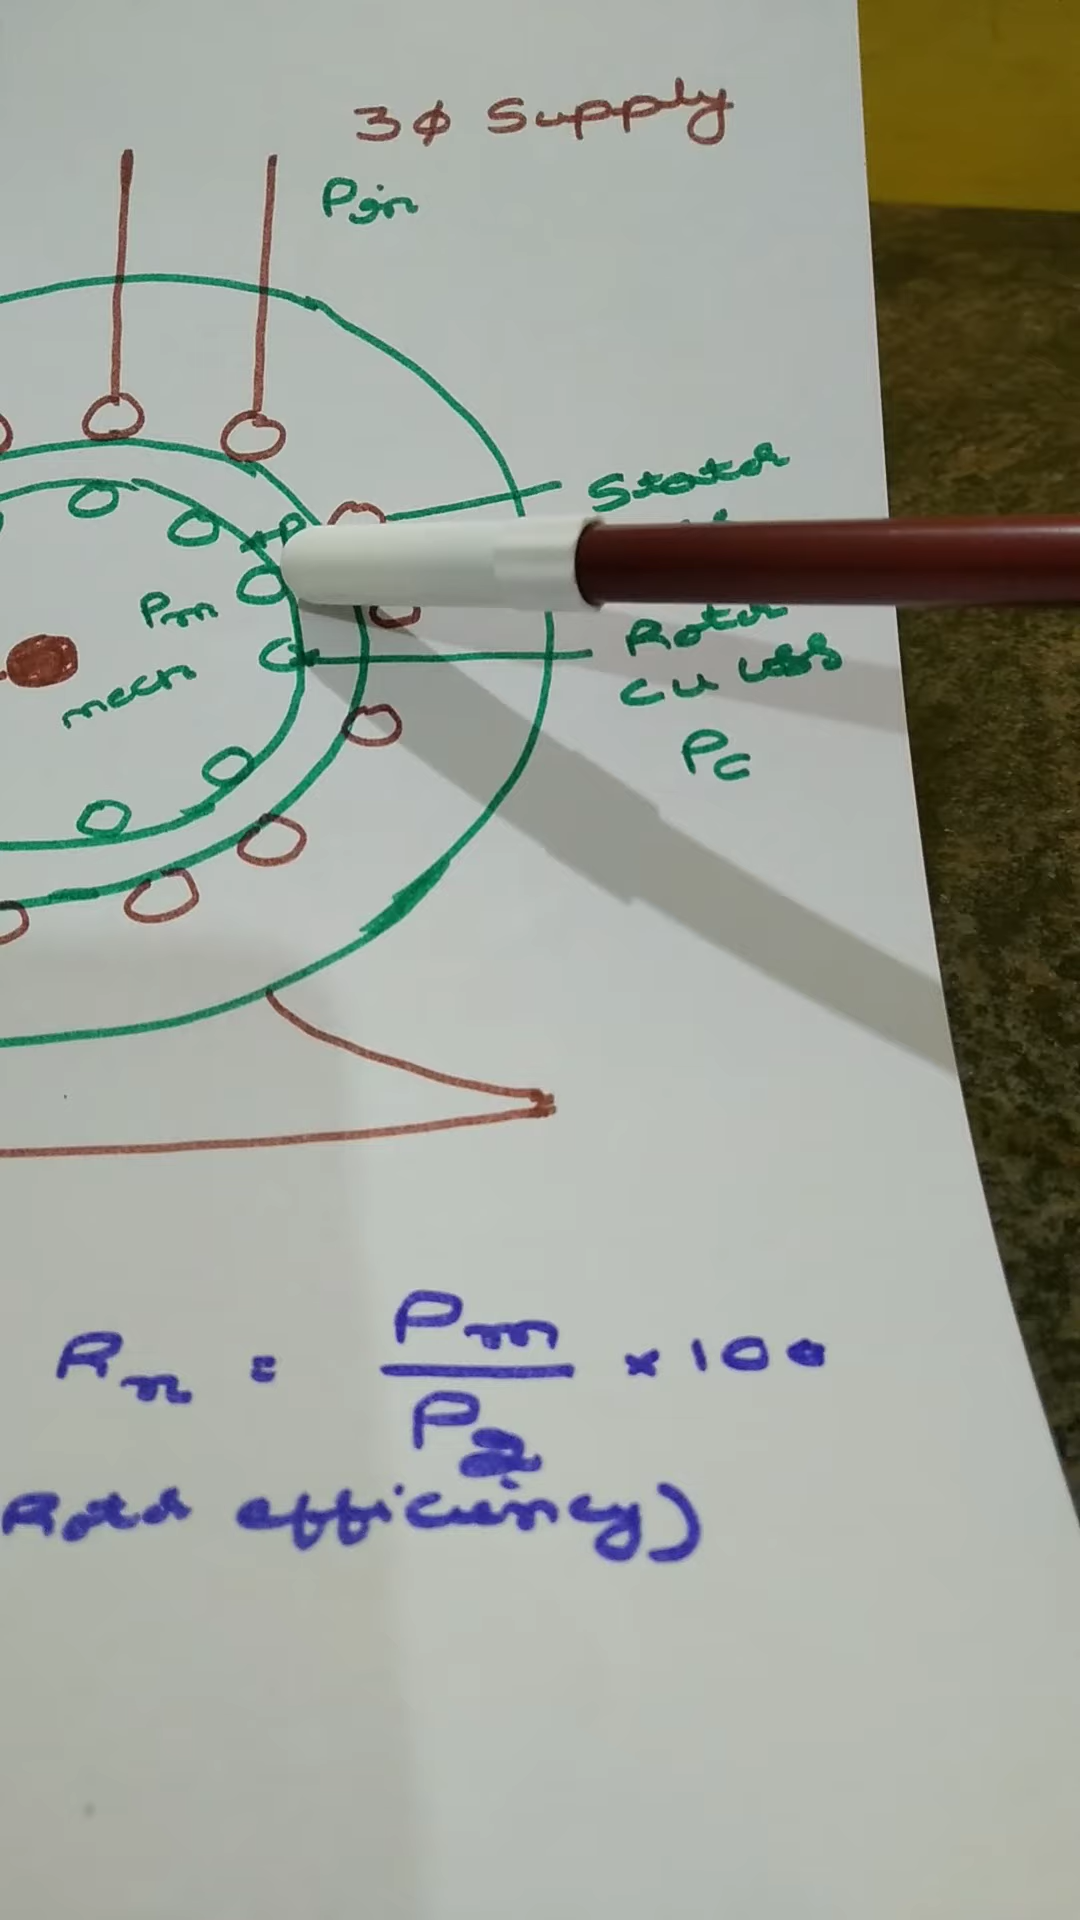 3φ Supply
Pin
Stator
Rotor
cu loss
Pc
Pm
mech
P
Rη = Pm
P2 × 100
Rotor efficiency)